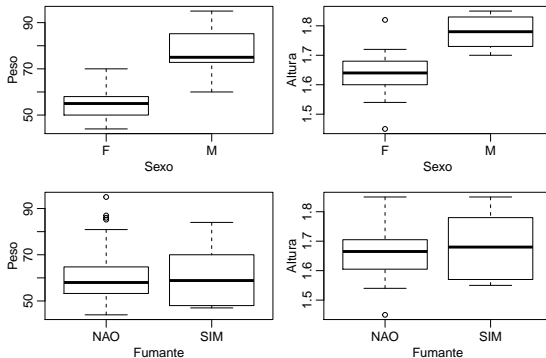 Peso
50
70
90
F
M
Sexo
Altura
1.5
1.6
1.7
1.8
F
M
Sexo
Peso
50
70
90
NAO
SIM
Fumante
Altura
1.5
1.6
1.7
1.8
NAO
SIM
Fumante